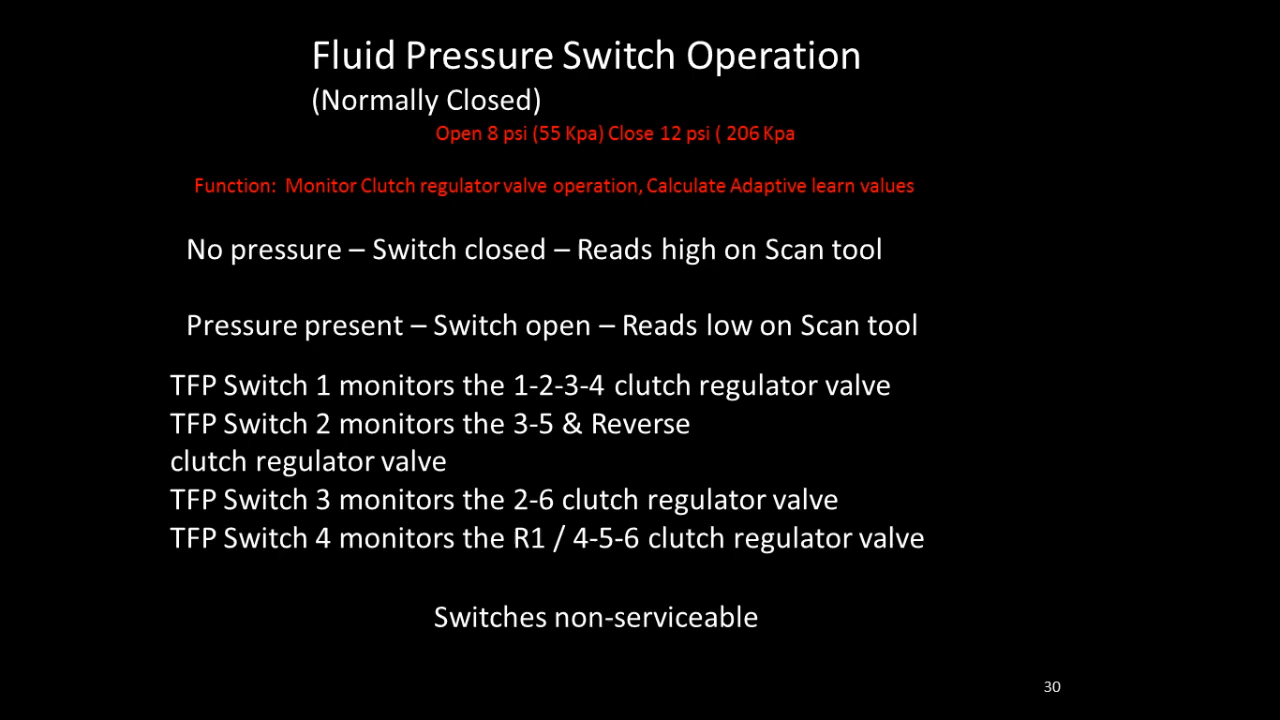 Fluid Pressure Switch Operation
(Normally Closed)
Open 8 psi (55 Kpa) Close 12 psi ( 206 Kpa
Function:  Monitor Clutch regulator valve operation, Calculate Adaptive learn values
No pressure – Switch closed – Reads high on Scan tool
Pressure present – Switch open – Reads low on Scan tool
TFP Switch 1 monitors the 1-2-3-4 clutch regulator valve
TFP Switch 2 monitors the 3-5 & Reverse
clutch regulator valve
TFP Switch 3 monitors the 2-6 clutch regulator valve
TFP Switch 4 monitors the R1 / 4-5-6 clutch regulator valve
Switches non-serviceable
30